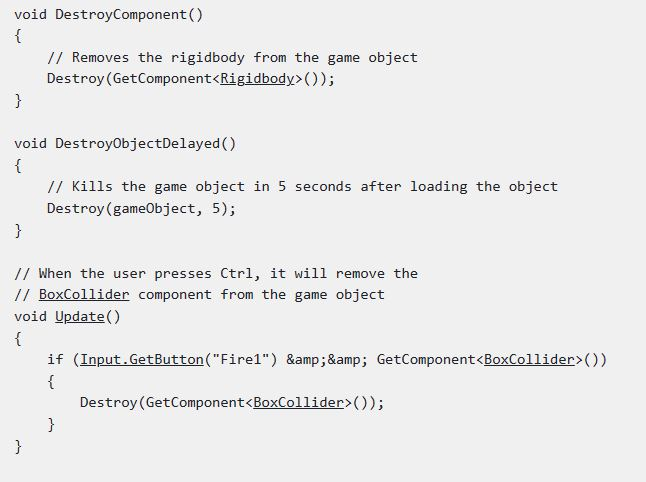 void DestroyComponent()
{
    // Removes the rigidbody from the game object
    Destroy(GetComponent<Rigidbody>());
}

void DestroyObjectDelayed()
{
    // Kills the game object in 5 seconds after loading the object
    Destroy(gameObject, 5);
}

// When the user presses Ctrl, it will remove the
// BoxCollider component from the game object
void Update()
{
    if (Input.GetButton("Fire1") &amp;&amp; GetComponent<BoxCollider>())
    {
        Destroy(GetComponent<BoxCollider>());
    }
}